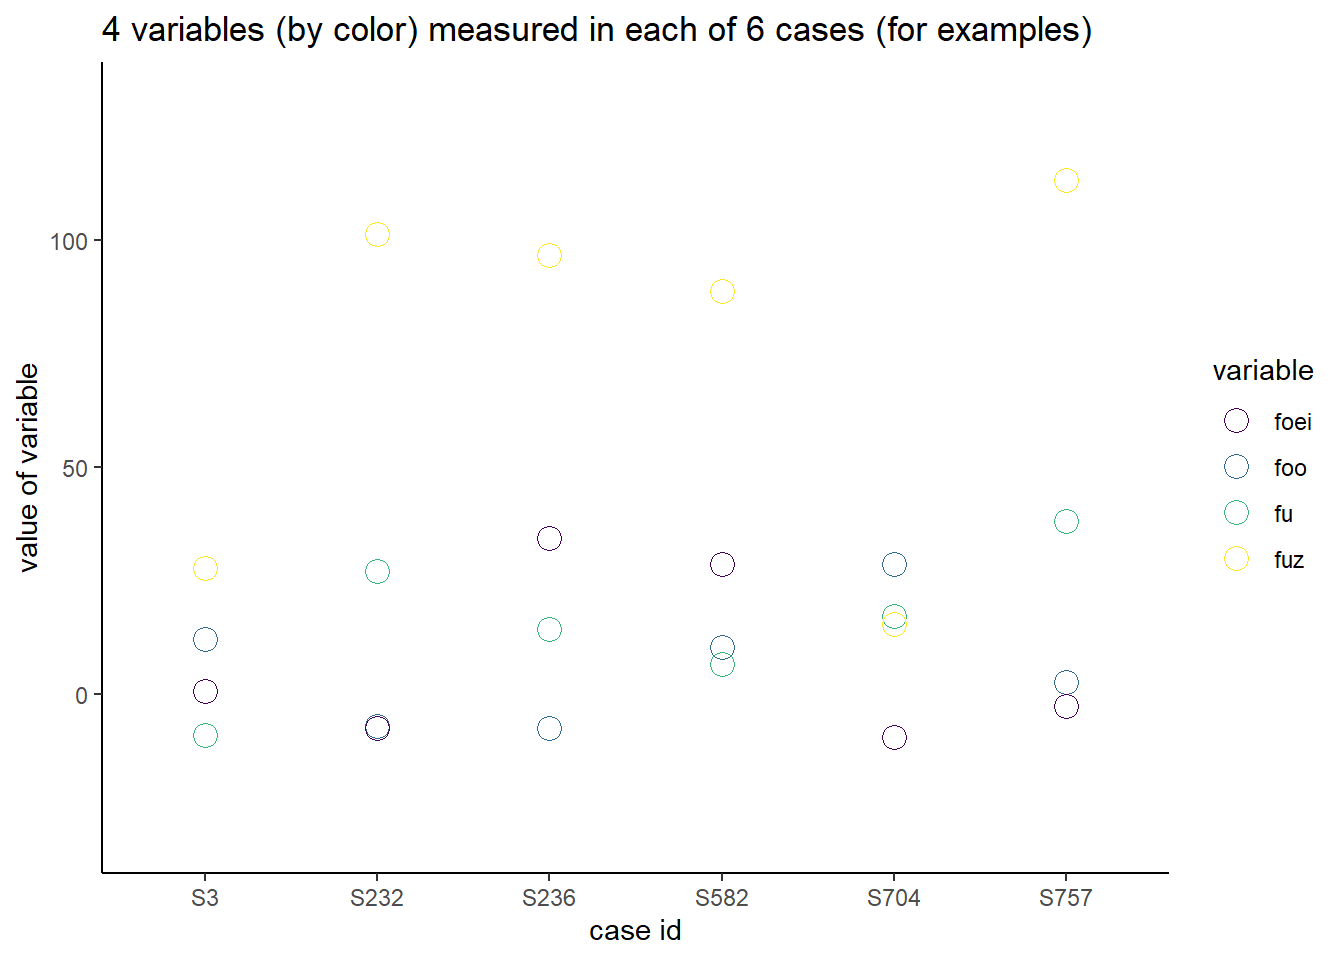 4 variables (by color) measured in each of 6 cases (for examples)
value of variable
100
50
0
S3
S232
S236
S582
S704
S757
case id
variable
foei
foo
fu
fuz